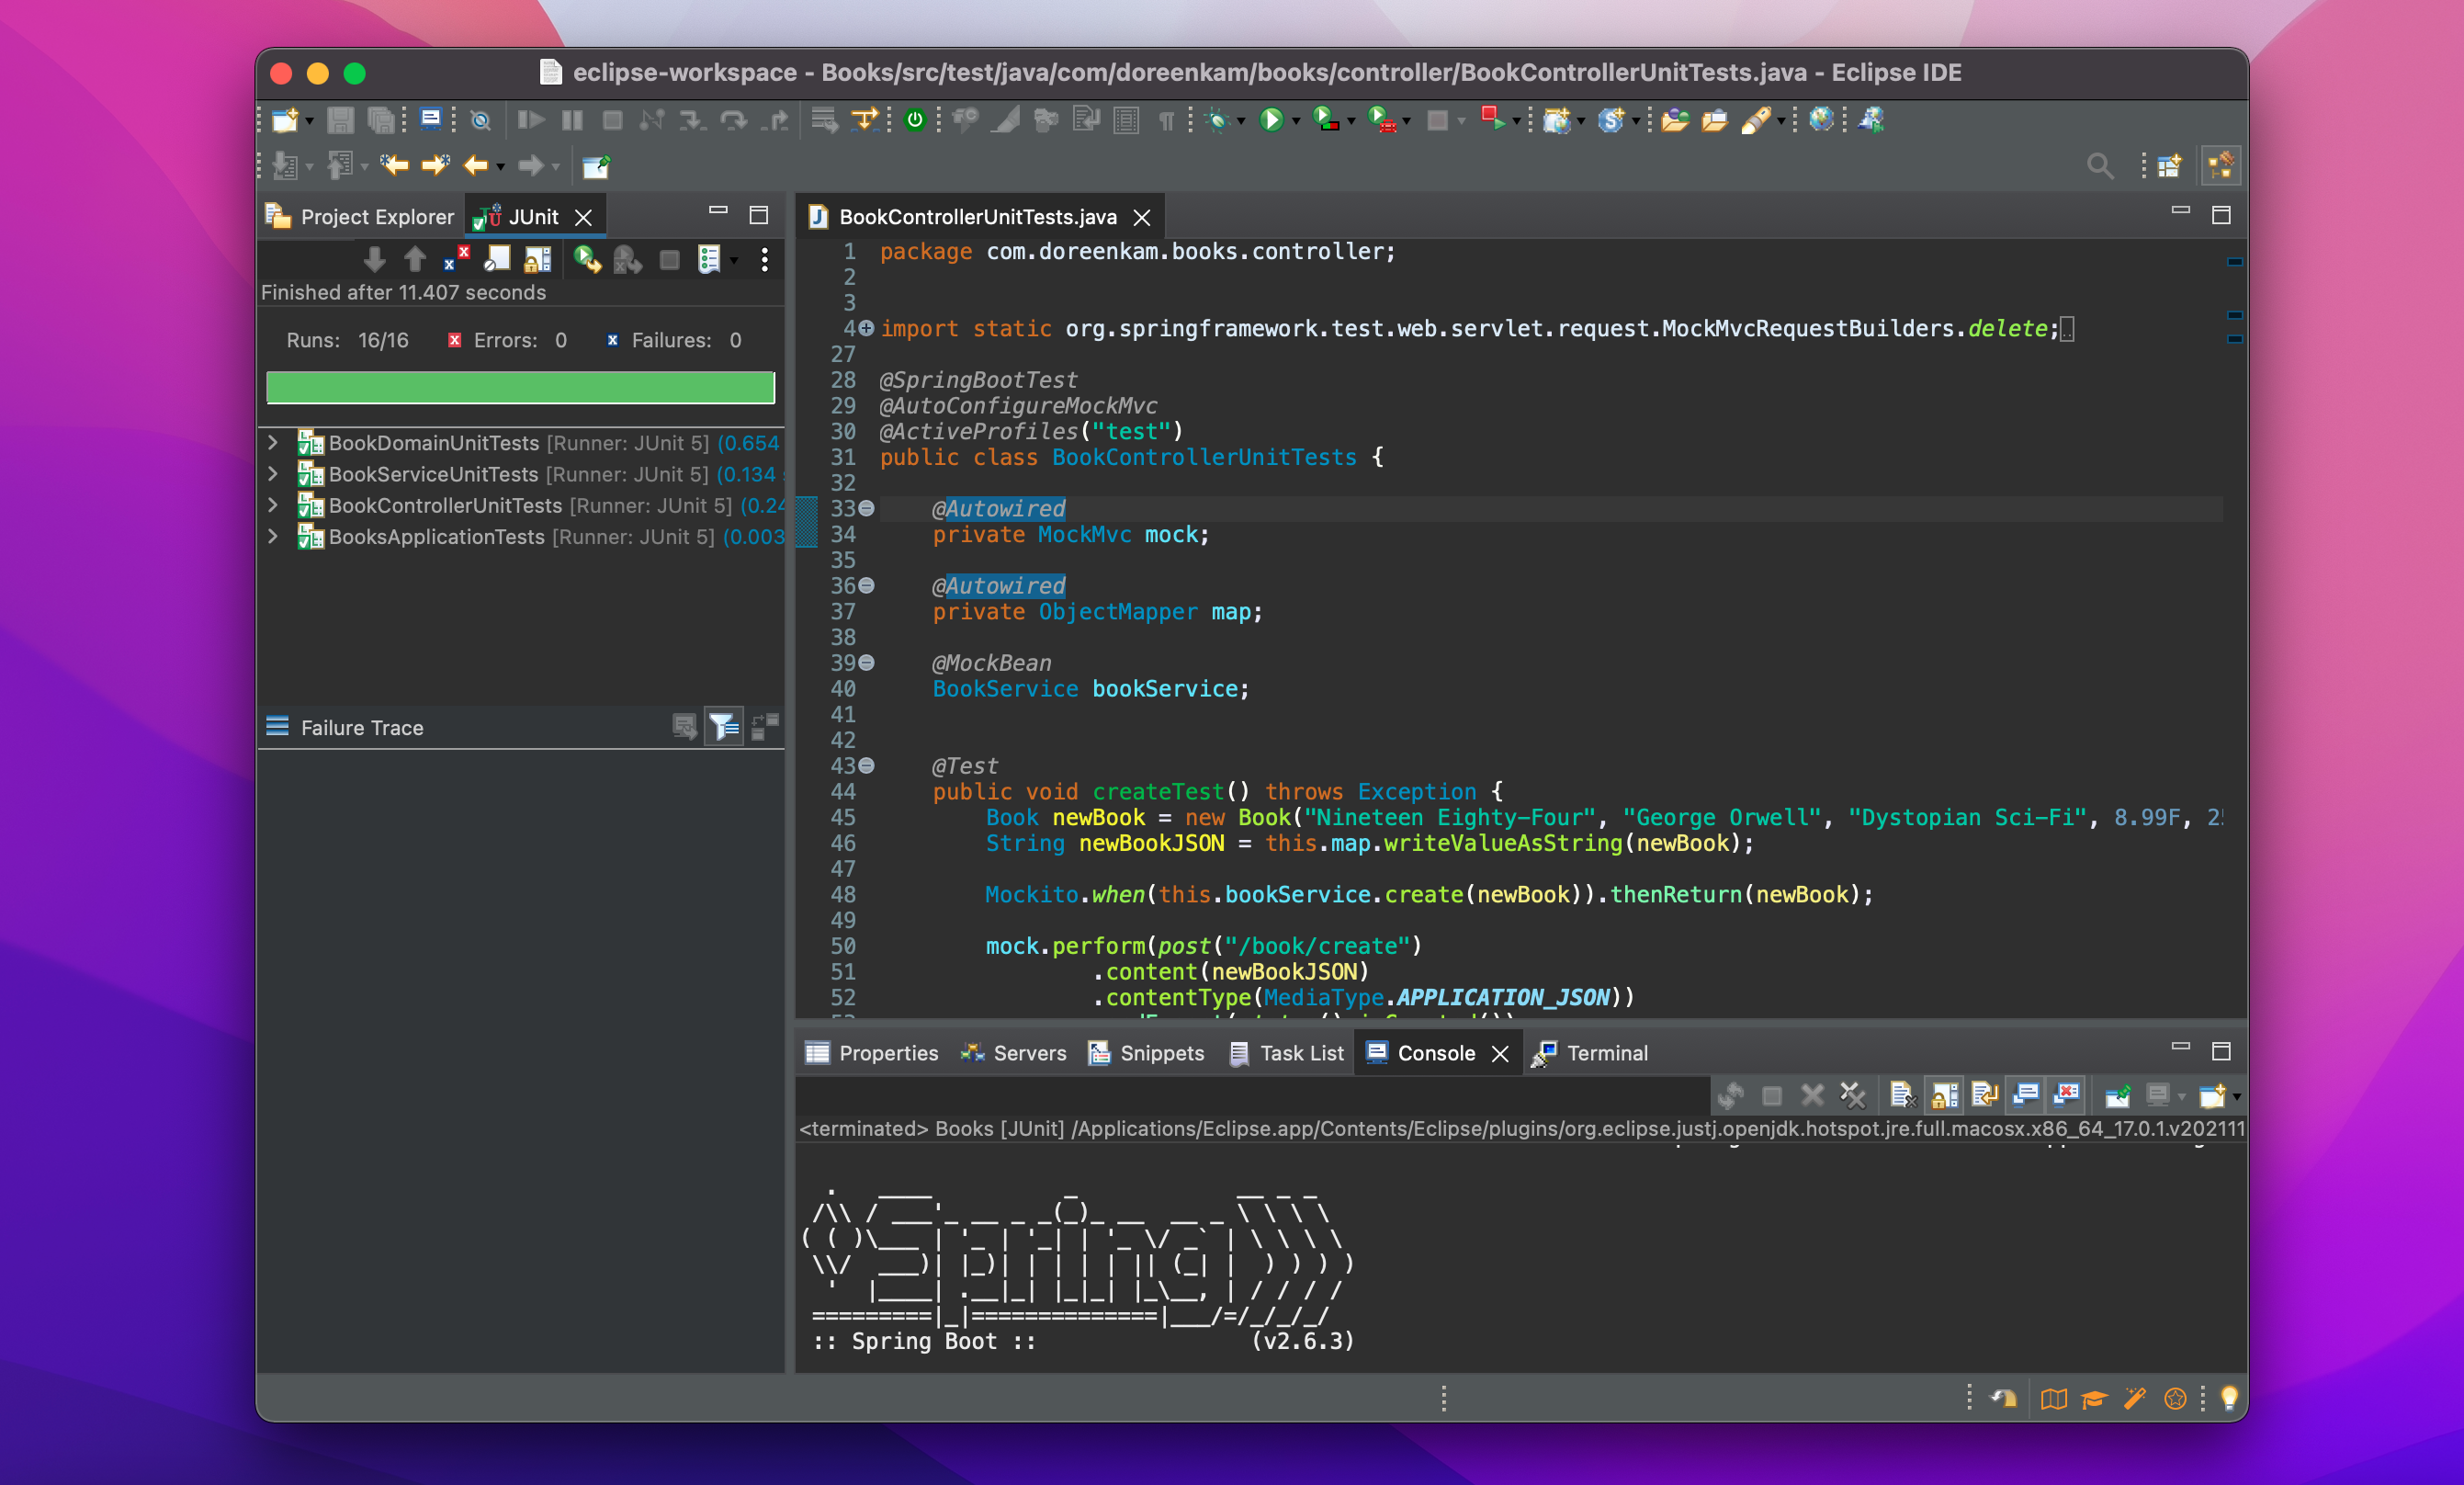 eclipse-workspace - Books/src/test/java/com/doreenkam/books/controller/BookControllerUnitTests.java - Eclipse IDE
Project Explorer
JUnit
Finished after 11.407 seconds
Runs: 16/16 Errors: 0 Failures: 0
BookDomainUnitTests [Runner: JUnit 5] (0.654
BookServiceUnitTests [Runner: JUnit 5] (0.134
BookControllerUnitTests [Runner: JUnit 5] (0.24
BooksApplicationTests [Runner: JUnit 5] (0.003
Failure Trace
BookControllerUnitTests.java
1 package com.doreenkam.books.controller;
2
3
4 import static org.springframework.test.web.servlet.request.MockMvcRequestBuilders.delete;
27
28 @SpringBootTest
29 @AutoConfigureMockMvc
30 @ActiveProfiles("test")
31 public class BookControllerUnitTests {
32
33 @Autowired
34 private MockMvc mock;
35
36 @Autowired
37 private ObjectMapper map;
38
39 @MockBean
40 BookService bookService;
41
42
43 @Test
44 public void createTest() throws Exception {
45 Book newBook = new Book("Nineteen Eighty-Four", "George Orwell", "Dystopian Sci-Fi", 8.99F,
46 String newBookJSON = this.map.writeValueAsString(newBook);
47
48 Mockito.when(this.bookService.create(newBook)).thenReturn(newBook);
49
50 mock.perform(post("/book/create")
51 .content(newBookJSON)
52 .contentType(MediaType.APPLICATION_JSON))
Properties
Servers
Snippets
Task List
Console
Terminal
<terminated> Books [JUnit] /Applications/Eclipse.app/Contents/Eclipse/plugins/org.eclipse.justj.openjdk.hotspot.jre.full.macosx.x86_64_17.0.1.v202111
Spring
:: Spring Boot :: (v2.6.3)